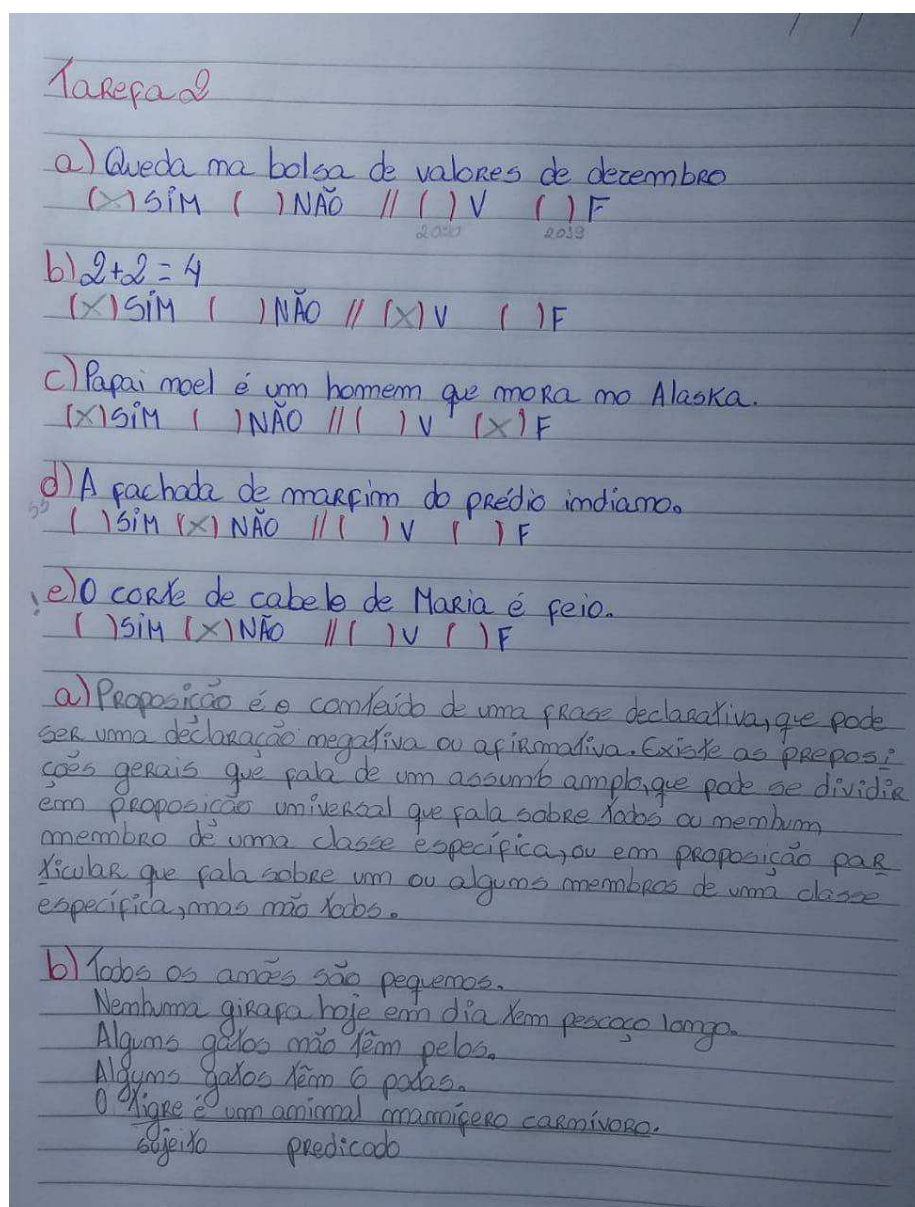 Tarefa 2
a) Queda na bolsa de valores de dezembro
(X) SIM ( ) NÃO // ( ) V ( ) F
2020 2019
b) 2+2=4
(X) SIM ( ) NÃO // (X) V ( ) F
c) Papai noel é um homem que mora no Alaska.
(X) SIM ( ) NÃO // ( ) V (X) F
d) A fachada de marfim do prédio indiano.
( ) SIM (X) NÃO // ( ) V ( ) F
e) O corte de cabelo de Maria é feio.
( ) SIM (X) NÃO // ( ) V ( ) F
a) Proposição é o conteúdo de uma frase declarativa, que pode
ser uma declaração negativa ou afirmativa. Existe as preposi
ções gerais que fala de um assunto amplo, que pode se dividir
em proposição universal que fala sobre todos ou nenhum
membro de uma classe específica, ou em proposição par
ticular que fala sobre um ou alguns membros de uma classe
específica, mas não todos.
b) Todos os anões são pequenos.
Nenhuma girafa hoje em dia tem pescoço longo.
Alguns gatos não têm pelos.
Alguns gatos têm 6 patas.
O tigre é um animal mamífero carnívoro.
sujeito predicado